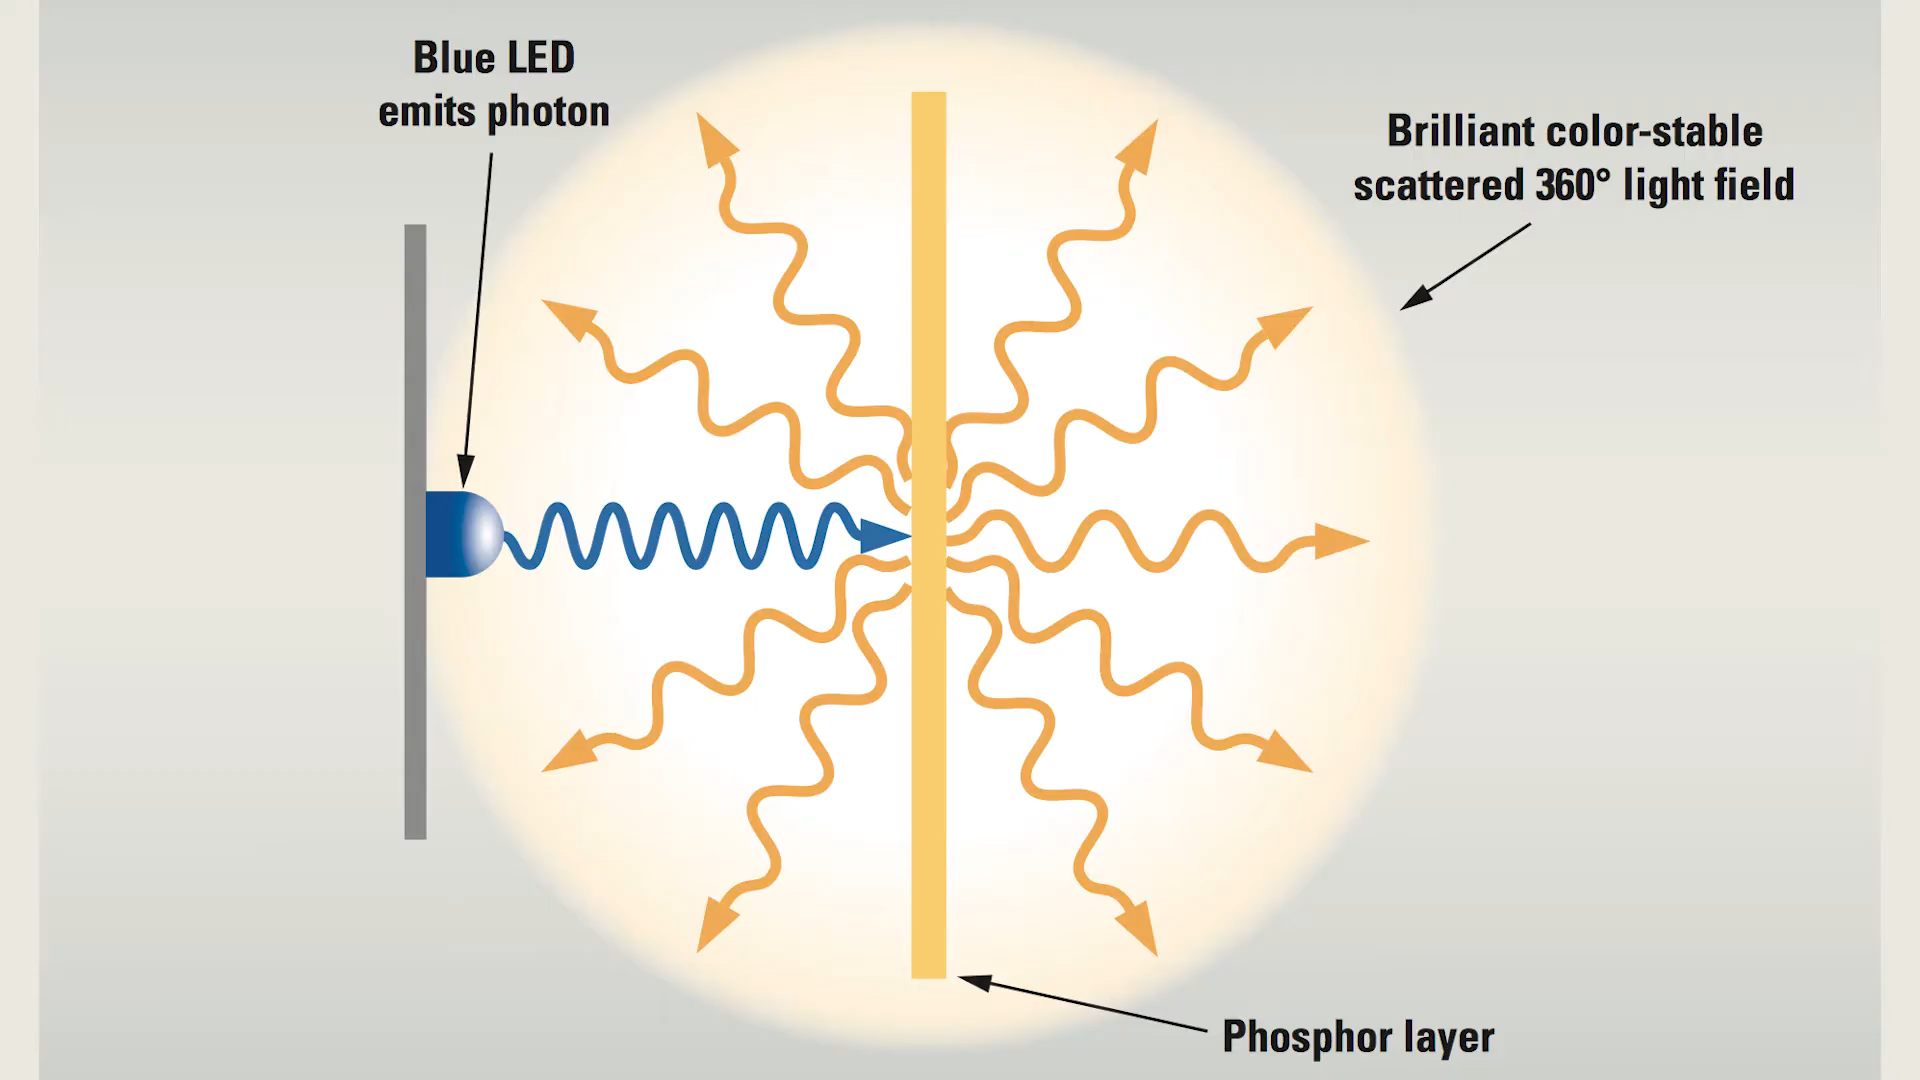 Blue LED
emits photon
Brilliant color-stable
scattered 360° light field
Phosphor layer